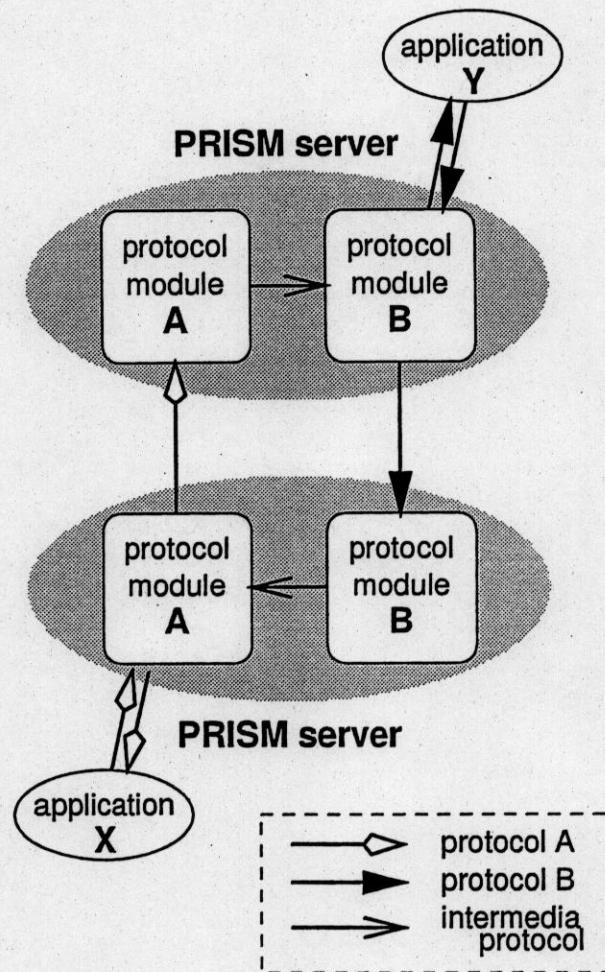 application
Y
PRISM server
protocol
module
A
protocol
module
B
protocol
module
A
protocol
module
B
PRISM server
application
X
protocol A
protocol B
intermedia
protocol